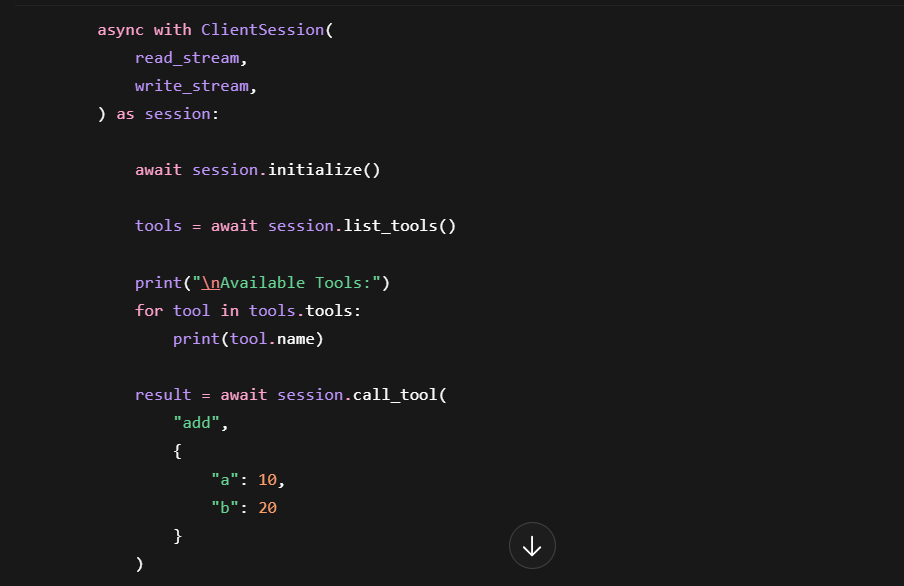 async with ClientSession(
    read_stream,
    write_stream,
) as session:
    await session.initialize()
    tools = await session.list_tools()
    print("\nAvailable Tools:")
    for tool in tools.tools:
        print(tool.name)
    result = await session.call_tool(
        "add",
        {
            "a": 10,
            "b": 20
        }
    )